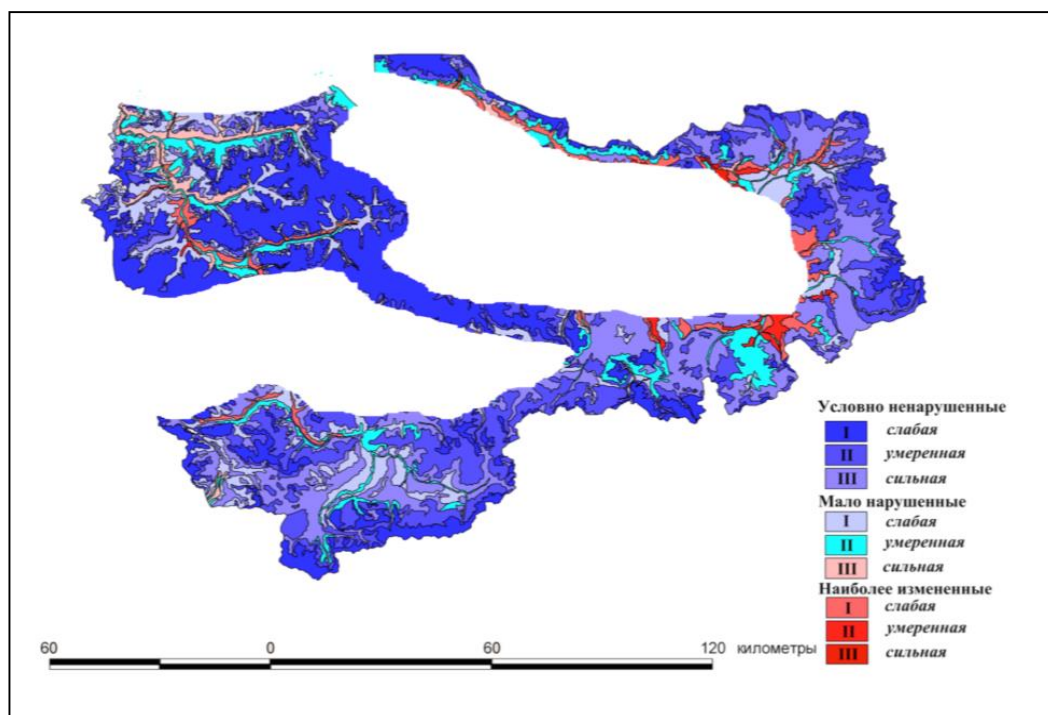 Условно ненарушенные
I слабая
II умеренная
III сильная
Мало нарушенные
I слабая
II умеренная
III сильная
Наиболее измененные
I слабая
II умеренная
III сильная
60 0 60 120 километры